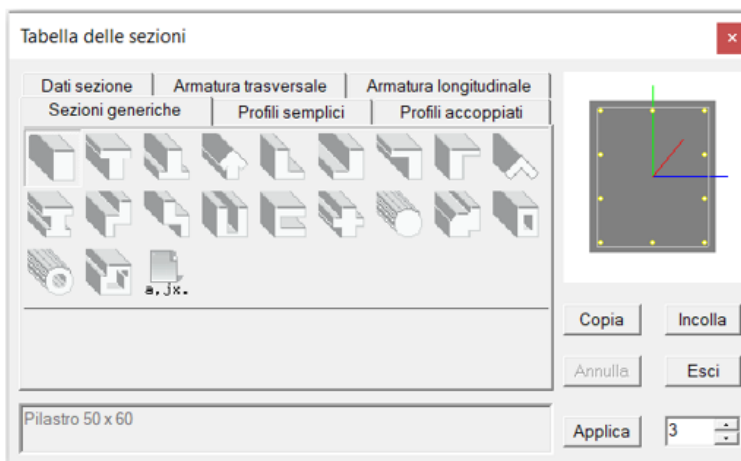 Tabella delle sezioni
Dati sezione
Armatura trasversale
Armatura longitudinale
Sezioni generiche
Profili semplici
Profili accoppiati
a,jx.
Copia
Incolla
Annulla
Esci
Pilastro 50 x 60
Applica
3